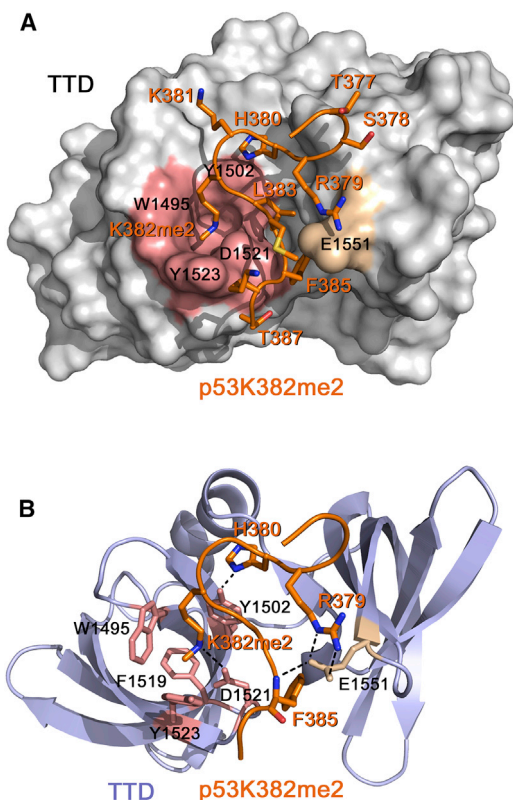 A
TTD
K381
T377
H380
S378
Y1502
L383
R379
W1495
K382me2
D1521
E1551
Y1523
F385
T387
p53K382me2
B
H380
R379
Y1502
W1495
K382me2
F1519
D1521
E1551
F385
Y1523
TTD
p53K382me2